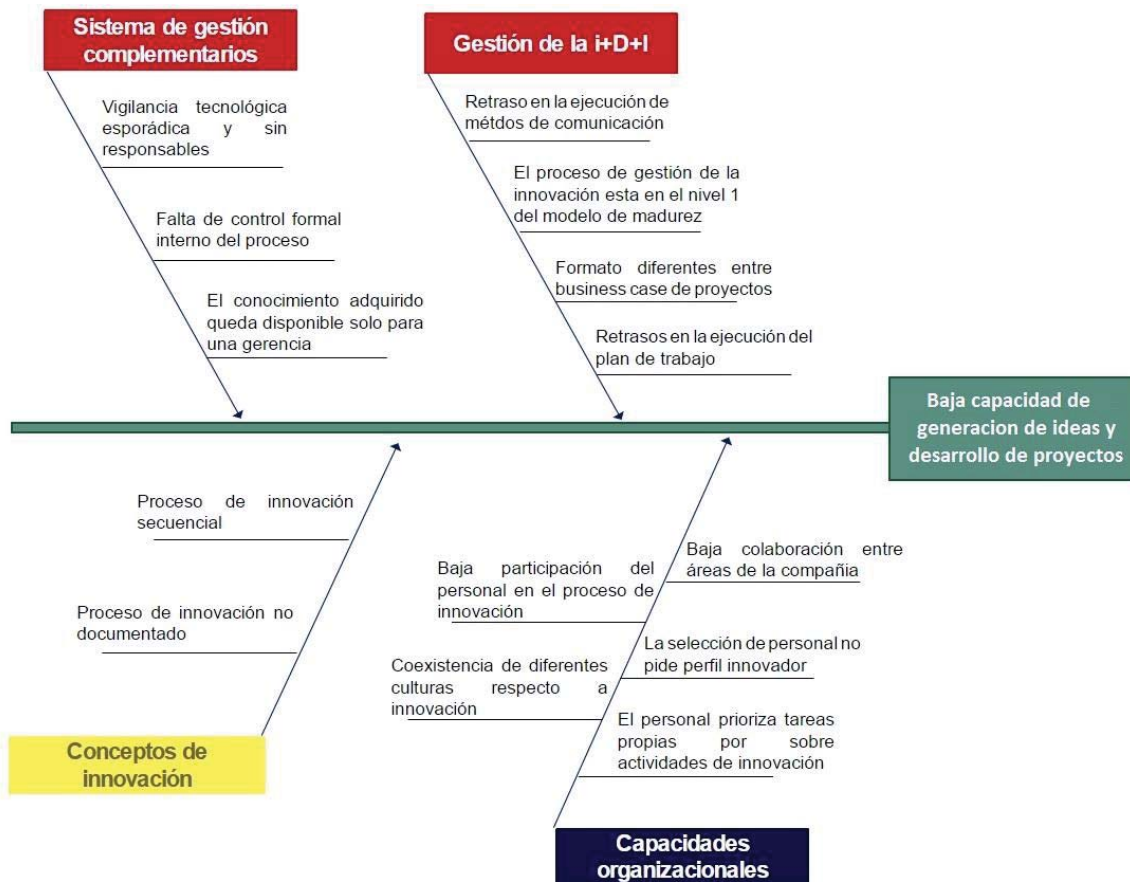 Sistema de gestión
complementarios
Vigilancia tecnológica
esporádica y sin
responsables
Falta de control formal
interno del proceso
El conocimiento adquirido
queda disponible solo para
una gerencia
Gestión de la i+D+I
Retraso en la ejecución de
métdos de comunicación
El proceso de gestión de la
innovación esta en el nivel 1
del modelo de madurez
Formato diferentes entre
business case de proyectos
Retrasos en la ejecución del
plan de trabajo
Baja capacidad de
generacion de ideas y
desarrollo de proyectos
Proceso de innovación
secuencial
Proceso de innovación no
documentado
Conceptos de
innovación
Baja participación del
personal en el proceso de
innovación
Coexistencia de diferentes
culturas respecto a
innovación
Baja colaboración entre
áreas de la compañia
La selección de personal no
pide perfil innovador
El personal prioriza tareas
propias por sobre
actividades de innovación
Capacidades
organizacionales